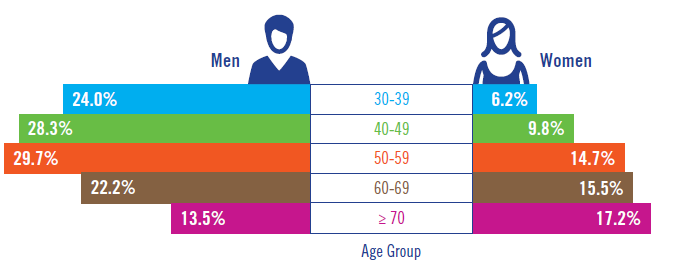 Men Women
24.0% 30-39 6.2%
28.3% 40-49 9.8%
29.7% 50-59 14.7%
22.2% 60-69 15.5%
13.5% ≥ 70 17.2%
Age Group